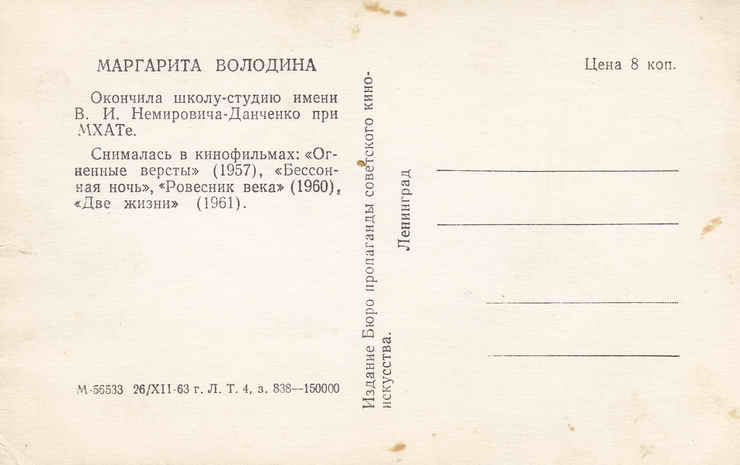 МАРГАРИТА ВОЛОДИНА
Окончила школу-студию имени
В. И. Немировича-Данченко при
МХАТе.
Снималась в кинофильмах: «Ог-
ненные версты» (1957), «Бессон-
ная ночь», «Ровесник века» (1960),
«Две жизни» (1961).
М-56533 26/XII-63 г. Л. Т. 4, з. 838—150000
Издание Бюро пропаганды советского кино-
искусства.
Ленинград
Цена 8 коп.